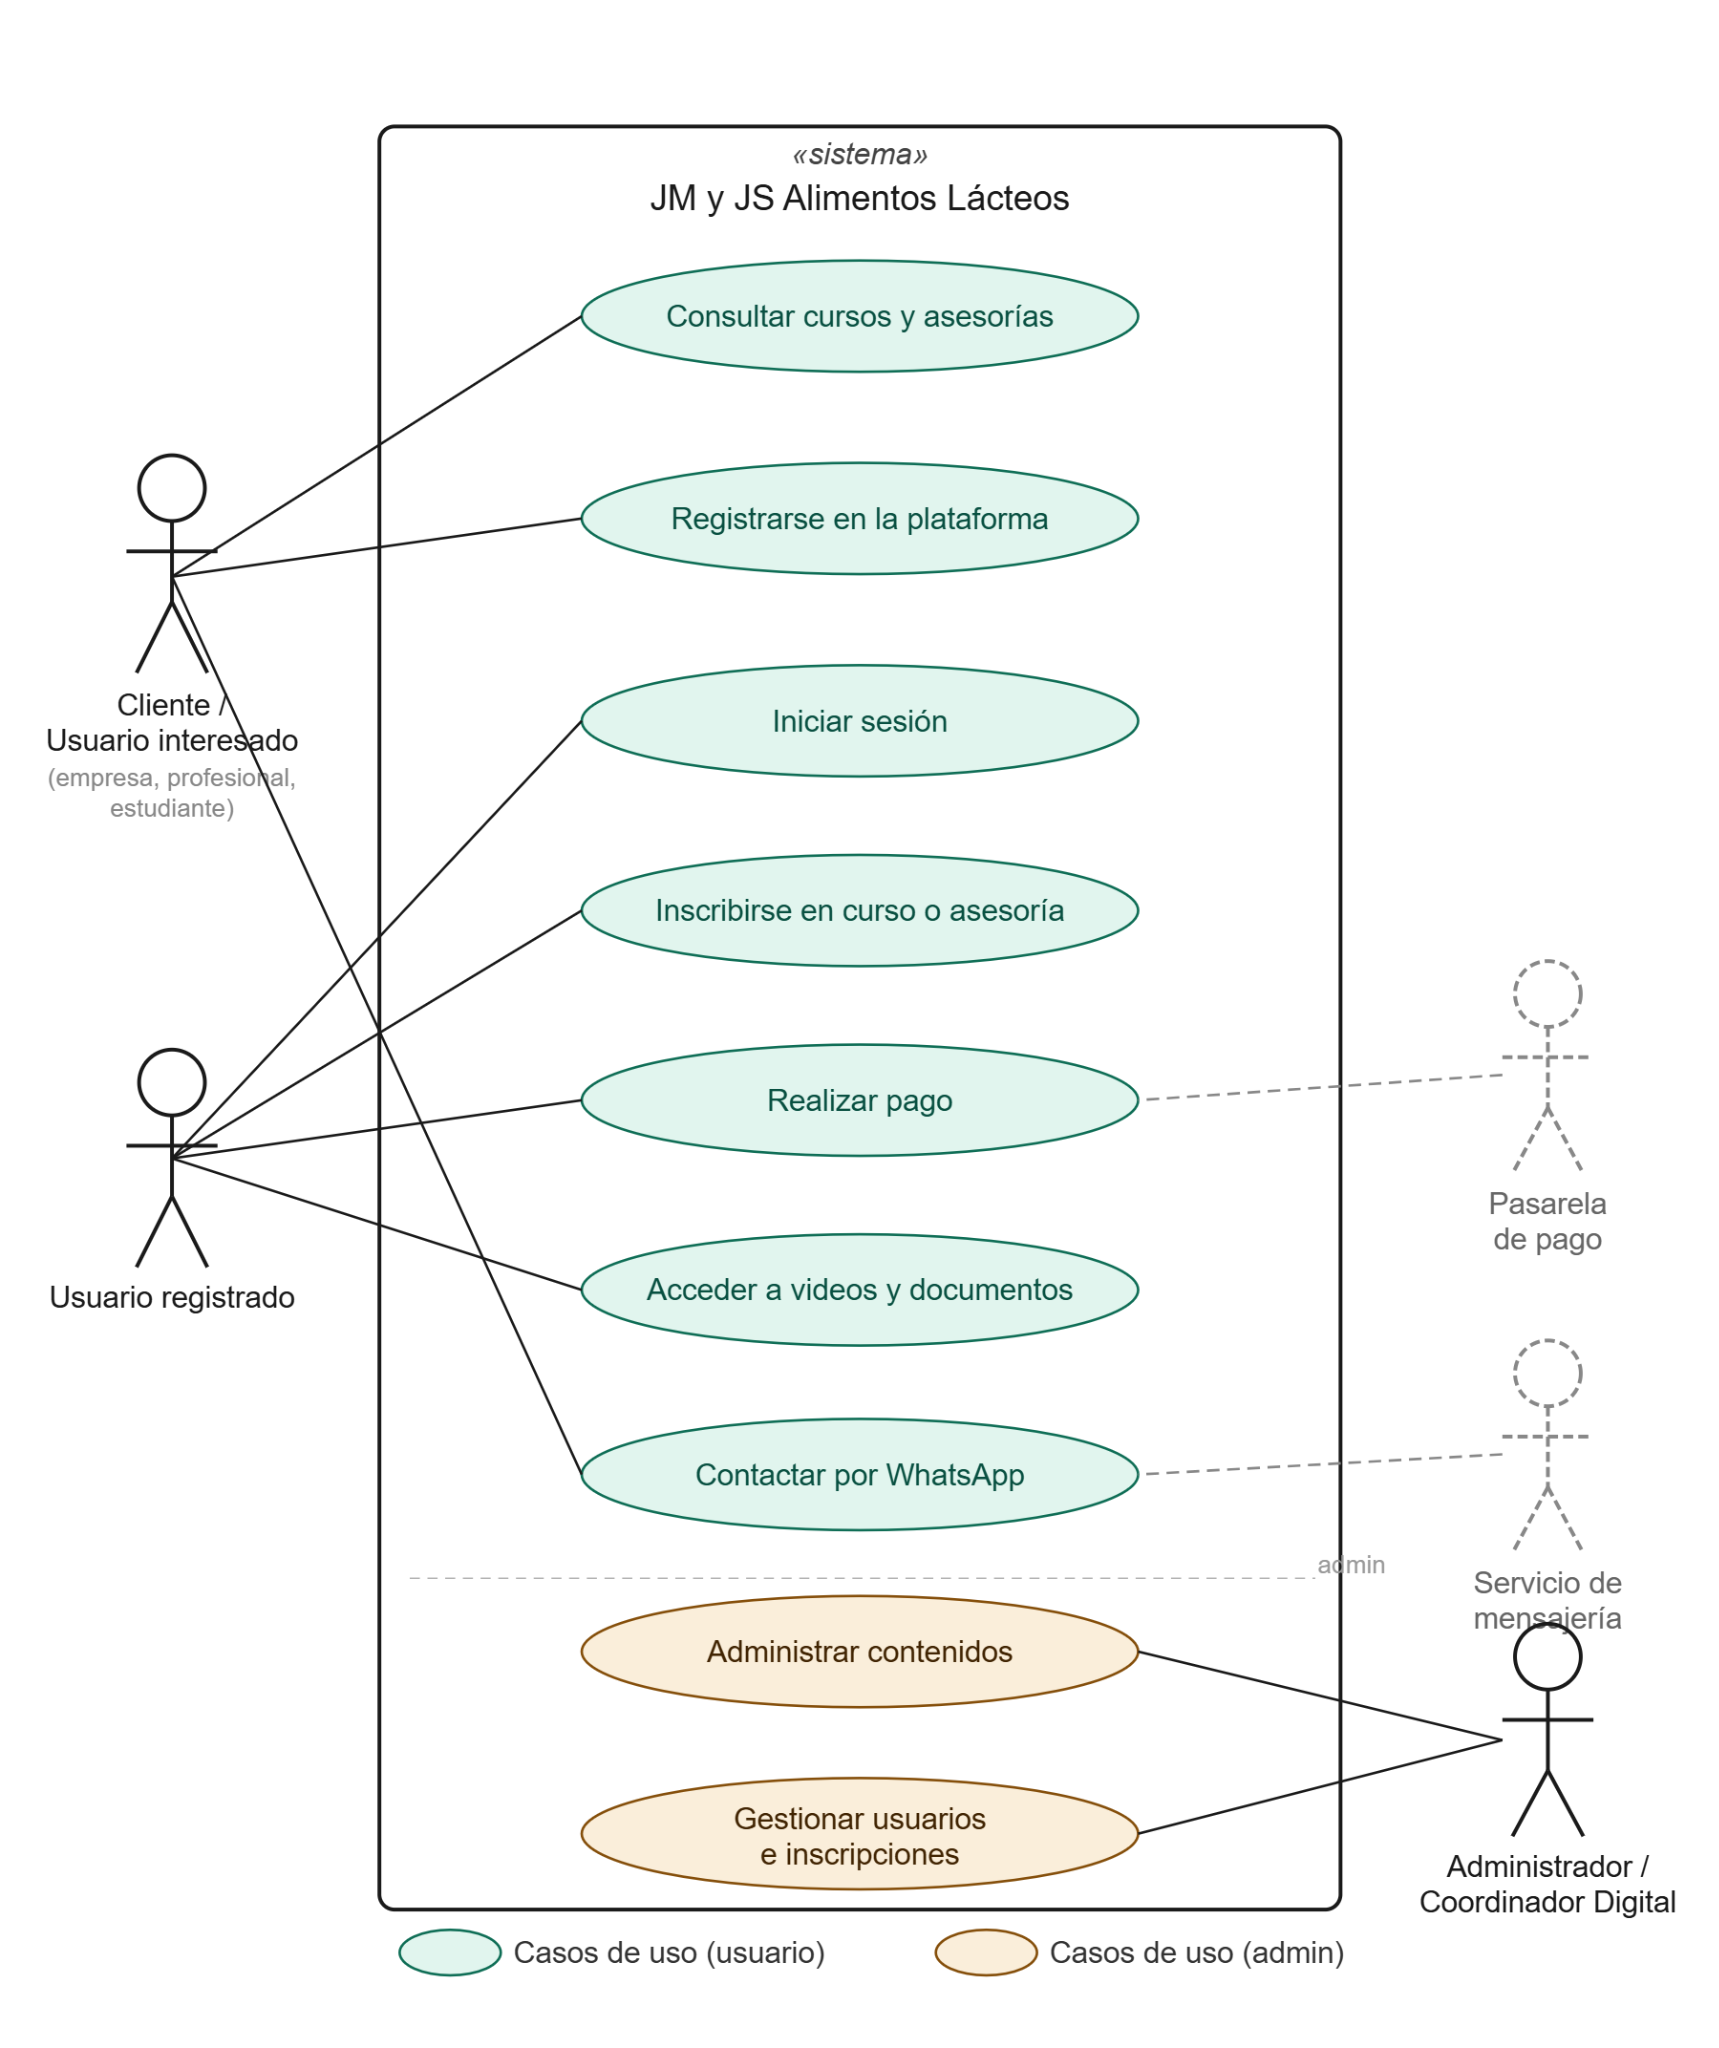 «sistema»
JM y JS Alimentos Lácteos
Consultar cursos y asesorías
Registrarse en la plataforma
Cliente /
Usuario interesado
(empresa, profesional,
estudiante)
Iniciar sesión
Inscribirse en curso o asesoría
Realizar pago
Pasarela
de pago
Usuario registrado
Acceder a videos y documentos
Contactar por WhatsApp
admin
Servicio de
mensajería
Administrar contenidos
Gestionar usuarios
e inscripciones
Administrador /
Coordinador Digital
Casos de uso (usuario)
Casos de uso (admin)